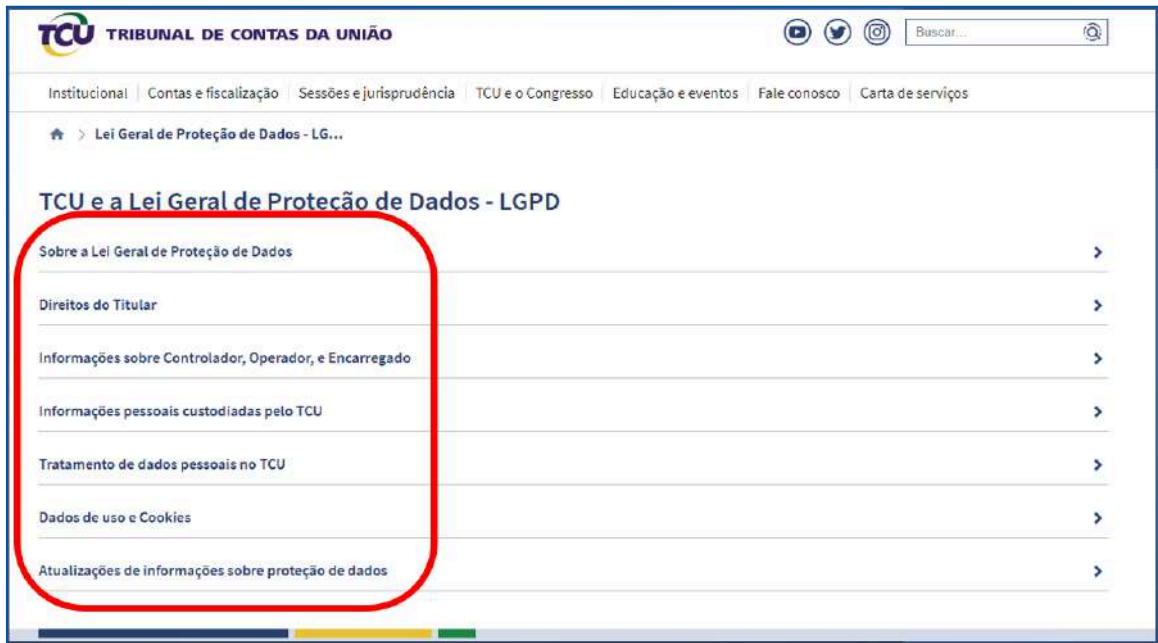 TCU TRIBUNAL DE CONTAS DA UNIÃO
Buscar...
Institucional Contas e fiscalização Sessões e jurisprudência TCU e o Congresso Educação e eventos Fale conosco Carta de serviços
> Lei Geral de Proteção de Dados - LG...
TCU e a Lei Geral de Proteção de Dados - LGPD
Sobre a Lei Geral de Proteção de Dados
Direitos do Titular
Informações sobre Controlador, Operador, e Encarregado
Informações pessoais custodiadas pelo TCU
Tratamento de dados pessoais no TCU
Dados de uso e Cookies
Atualizações de informações sobre proteção de dados